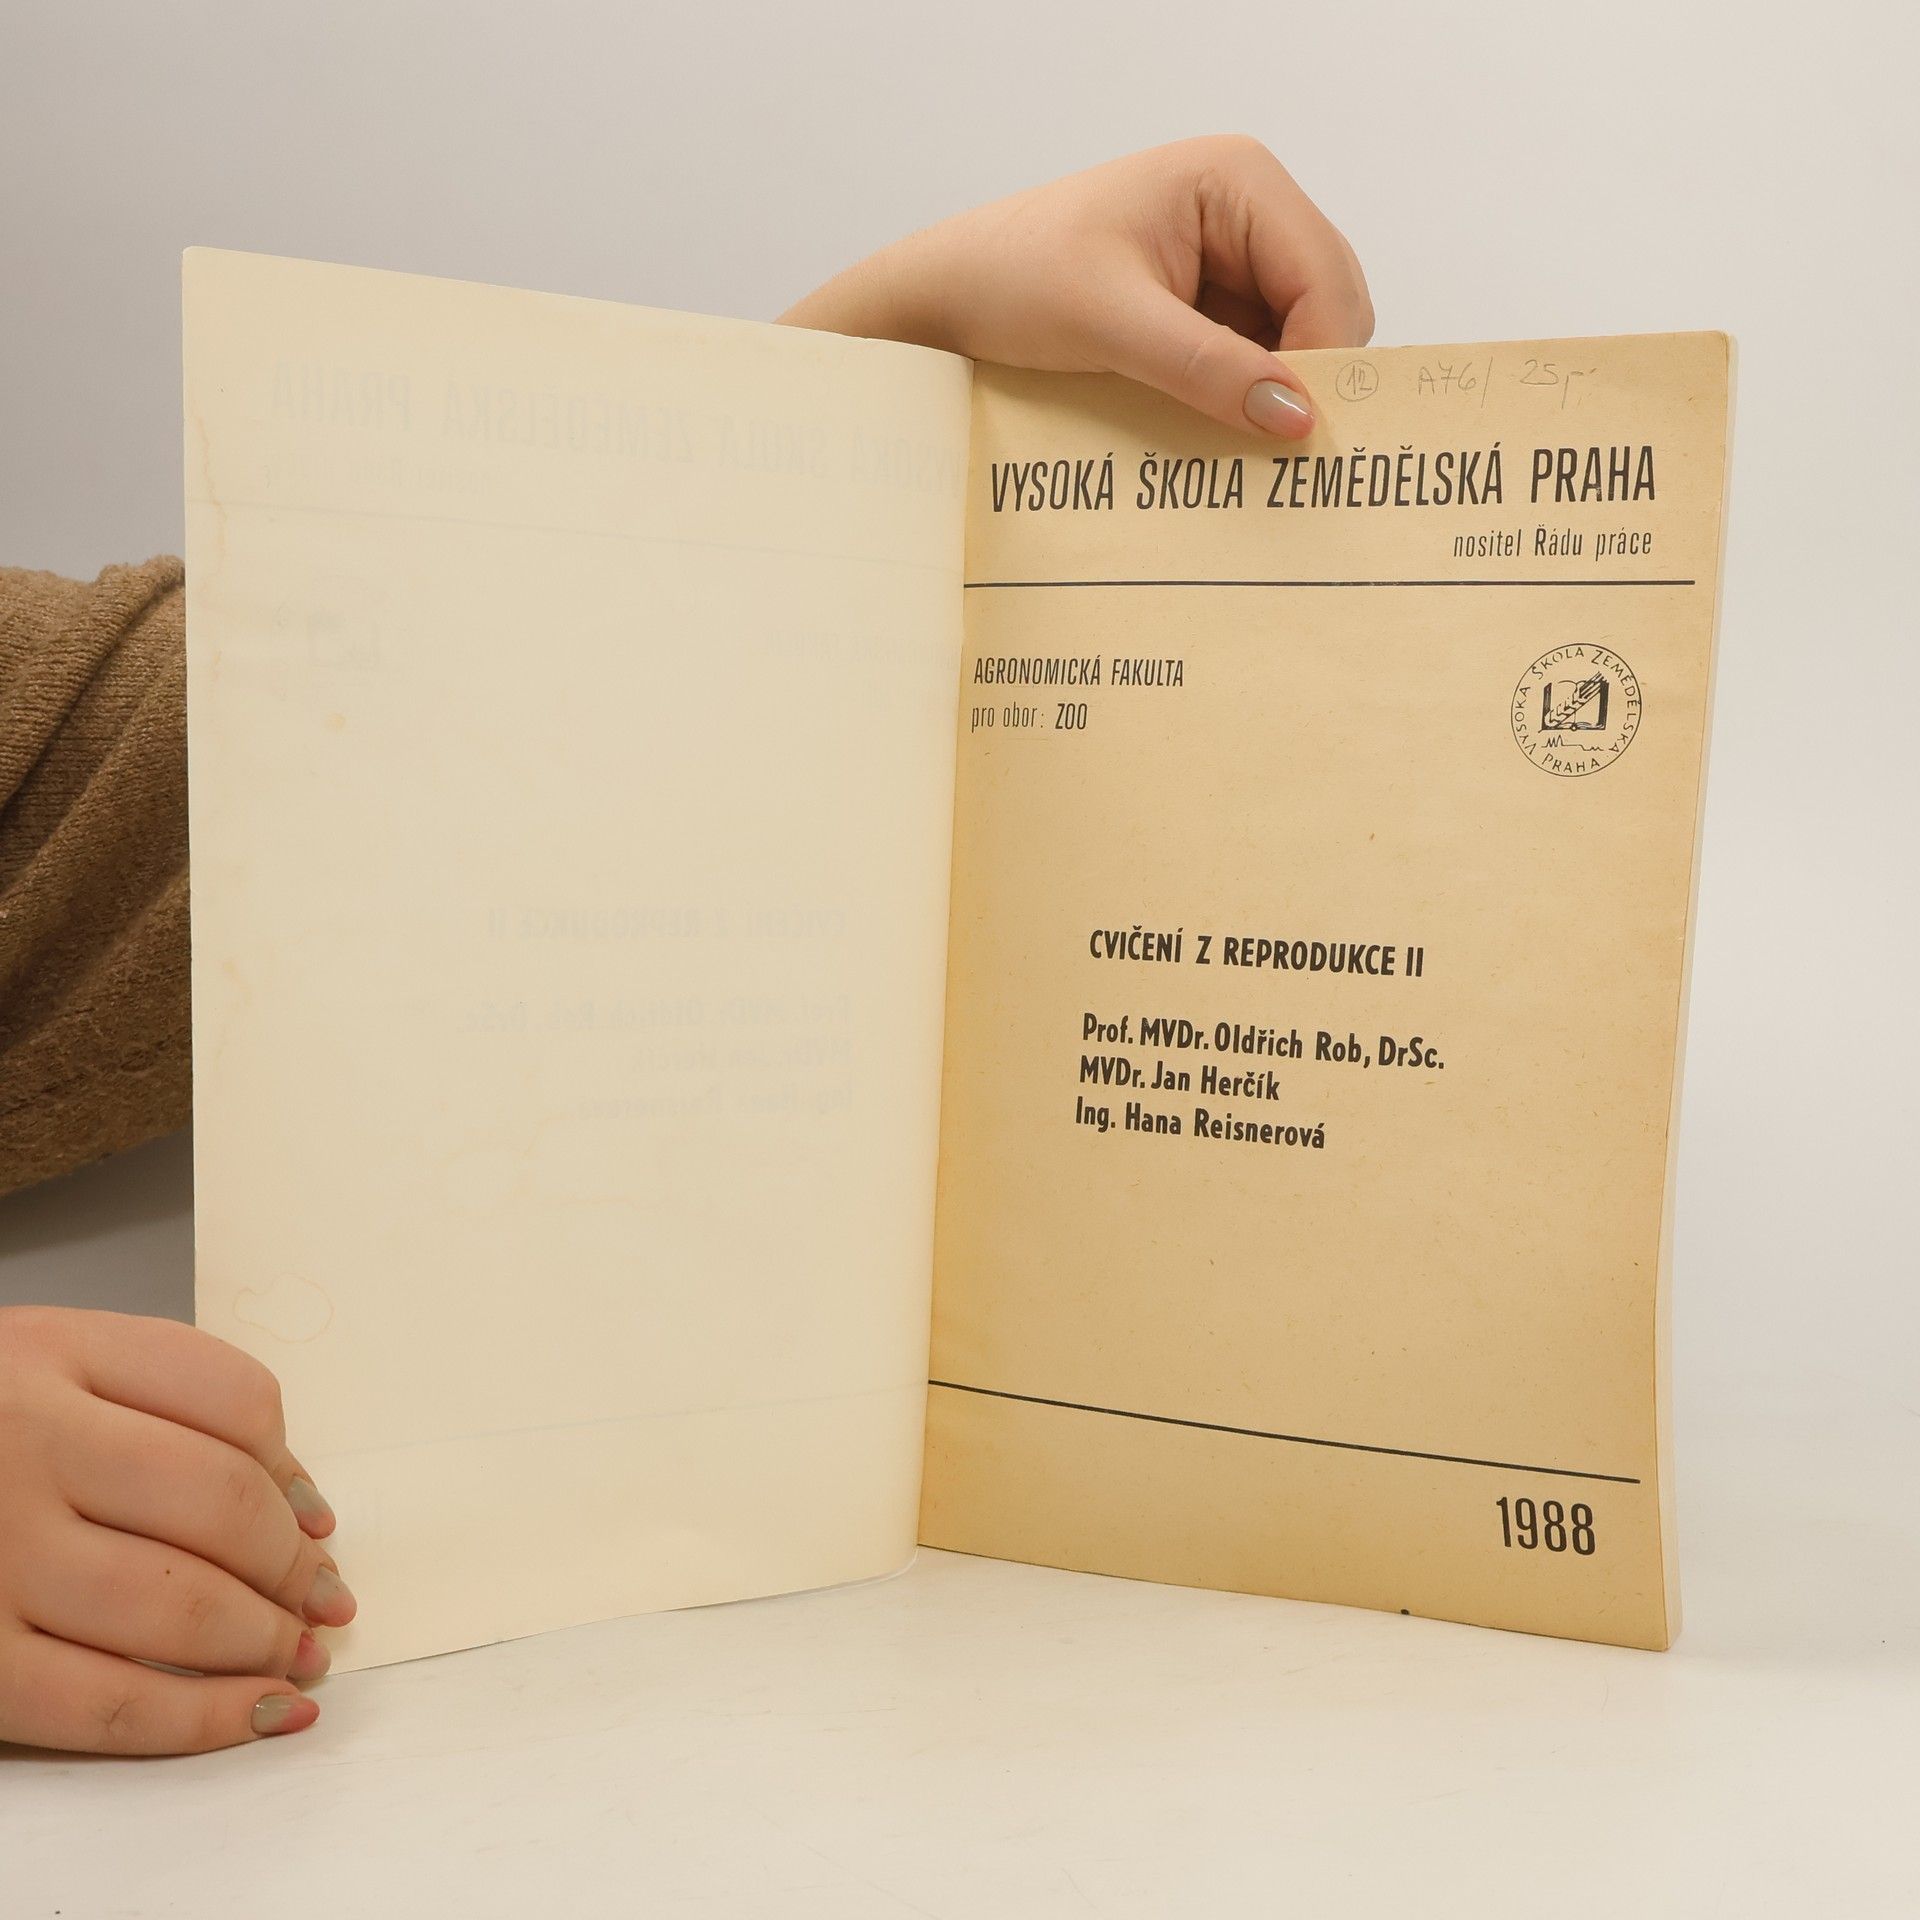 12 A76/ 25,-
VYSOKÁ ŠKOLA ZEMĚDĚLSKÁ PRAHA
nositel Řádu práce
AGRONOMICKÁ FAKULTA
pro obor: ZOO
VYSOKÁ ŠKOLA ZEMĚDĚLSKÁ PRAHA
CVIČENÍ Z REPRODUKCE II
Prof. MVDr. Oldřich Rob, DrSc.
MVDr. Jan Herčík
Ing. Hana Reisnerová
1988